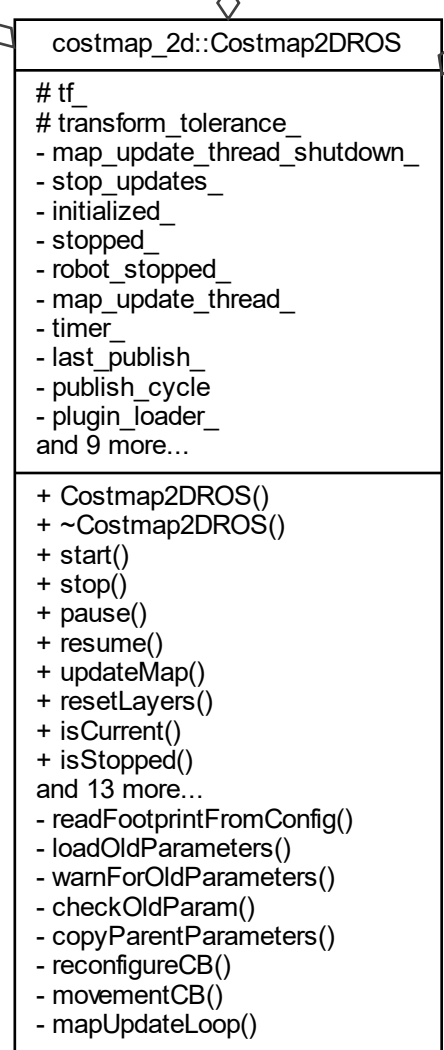 costmap_2d::Costmap2DROS
# tf_
# transform_tolerance_
- map_update_thread_shutdown_
- stop_updates_
- initialized_
- stopped_
- robot_stopped_
- map_update_thread_
- timer_
- last_publish_
- publish_cycle
- plugin_loader_
and 9 more...
+ Costmap2DROS()
+ ~Costmap2DROS()
+ start()
+ stop()
+ pause()
+ resume()
+ updateMap()
+ resetLayers()
+ isCurrent()
+ isStopped()
and 13 more...
- readFootprintFromConfig()
- loadOldParameters()
- warnForOldParameters()
- checkOldParam()
- copyParentParameters()
- reconfigureCB()
- movementCB()
- mapUpdateLoop()